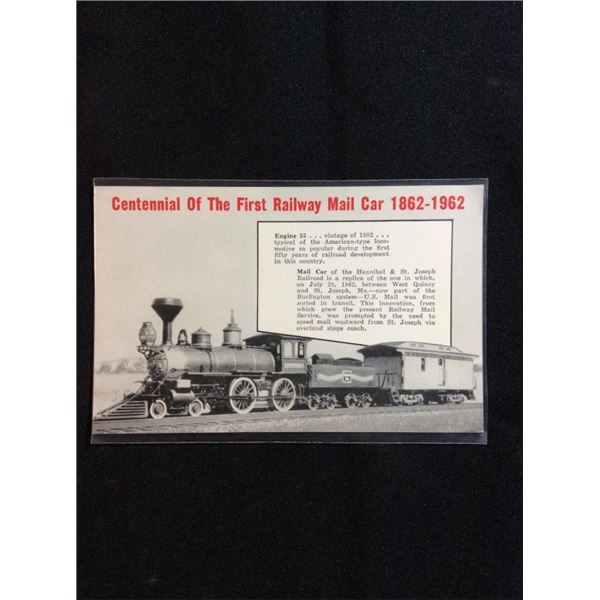 Centennial Of The First Railway Mail Car 1862-1962
Engine 35 . . . vintage of 1882 . . .
typical of the American-type loco-
motive so popular during the first
fifty years of railroad development
in this country.
Mail Car of the Hannibal & St. Joseph
Railroad is a replica of the one in which,
on July 28, 1862, between West Quincy
and St. Joseph, Mo.—now part of the
Burlington system—U.S. Mail was first
sorted in transit. This innovation, from
which grew the present Railway Mail
Service, was prompted by the need to
speed mail westward from St. Joseph via
overland stage coach.